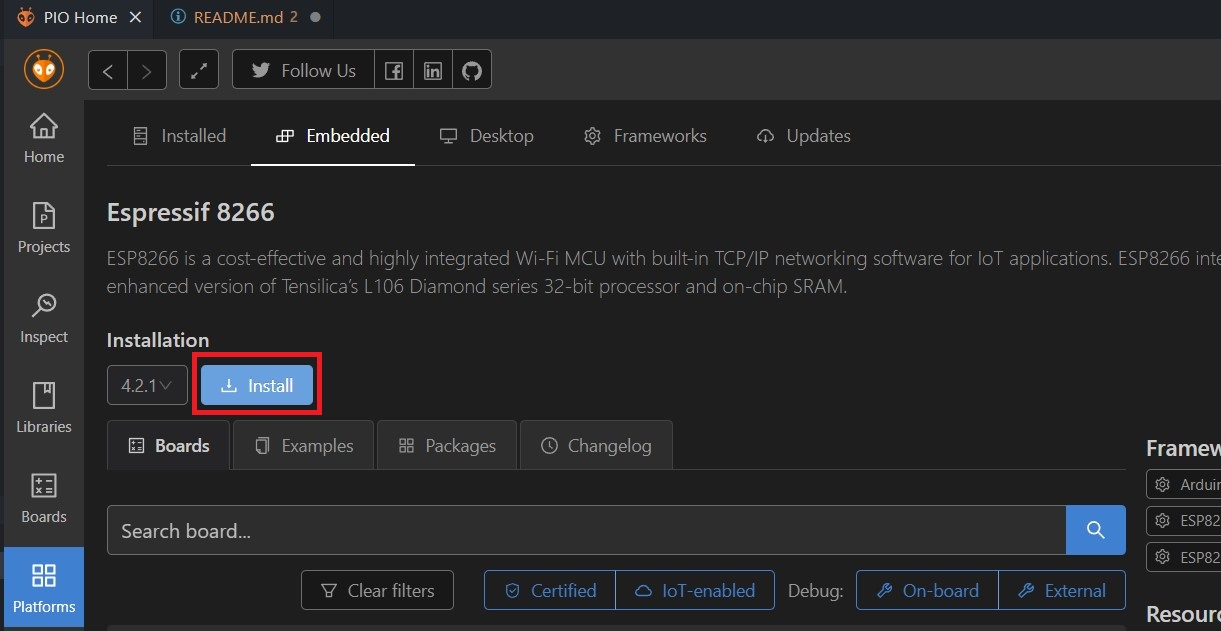 PIO Home
README.md 2
Follow Us
Home
Projects
Inspect
Libraries
Boards
Platforms
Installed
Embedded
Desktop
Frameworks
Updates
Espressif 8266
ESP8266 is a cost-effective and highly integrated Wi-Fi MCU with built-in TCP/IP networking software for IoT applications. ESP8266 inte
enhanced version of Tensilica’s L106 Diamond series 32-bit processor and on-chip SRAM.
Installation
4.2.1
Install
Boards
Examples
Packages
Changelog
Search board...
Clear filters
Certified
IoT-enabled
Debug:
On-board
External
Framew
Arduin
ESP82
ESP82
Resourc